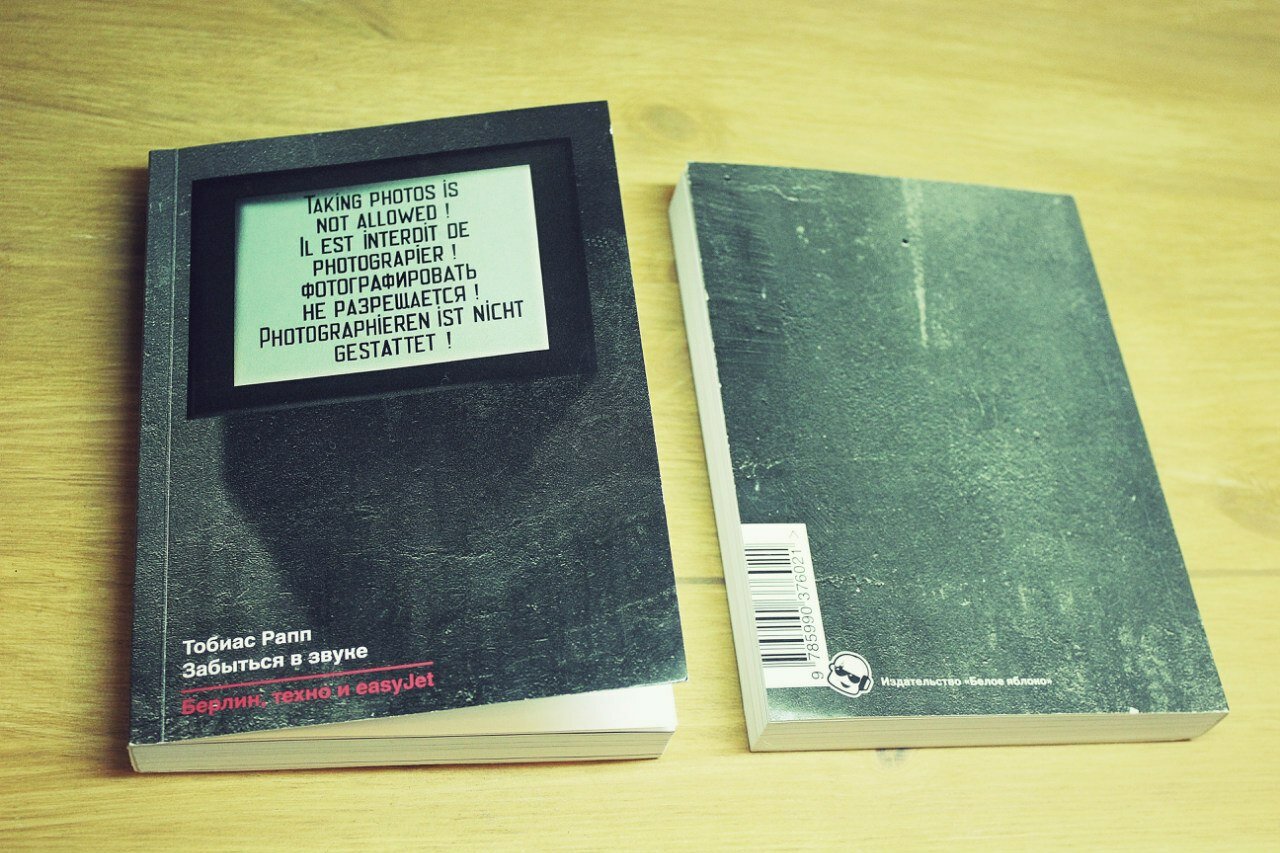 Taking photos is
not allowed !
Il est interdit de
photograpier !
Фотографировать
не разрещается !
Photographieren ist nicht
gestattet !
Тобиас Рапп
Забыться в звуке
Берлин, техно и easyJet
9 785990 376021 >
Издательство «Белое яблоко»